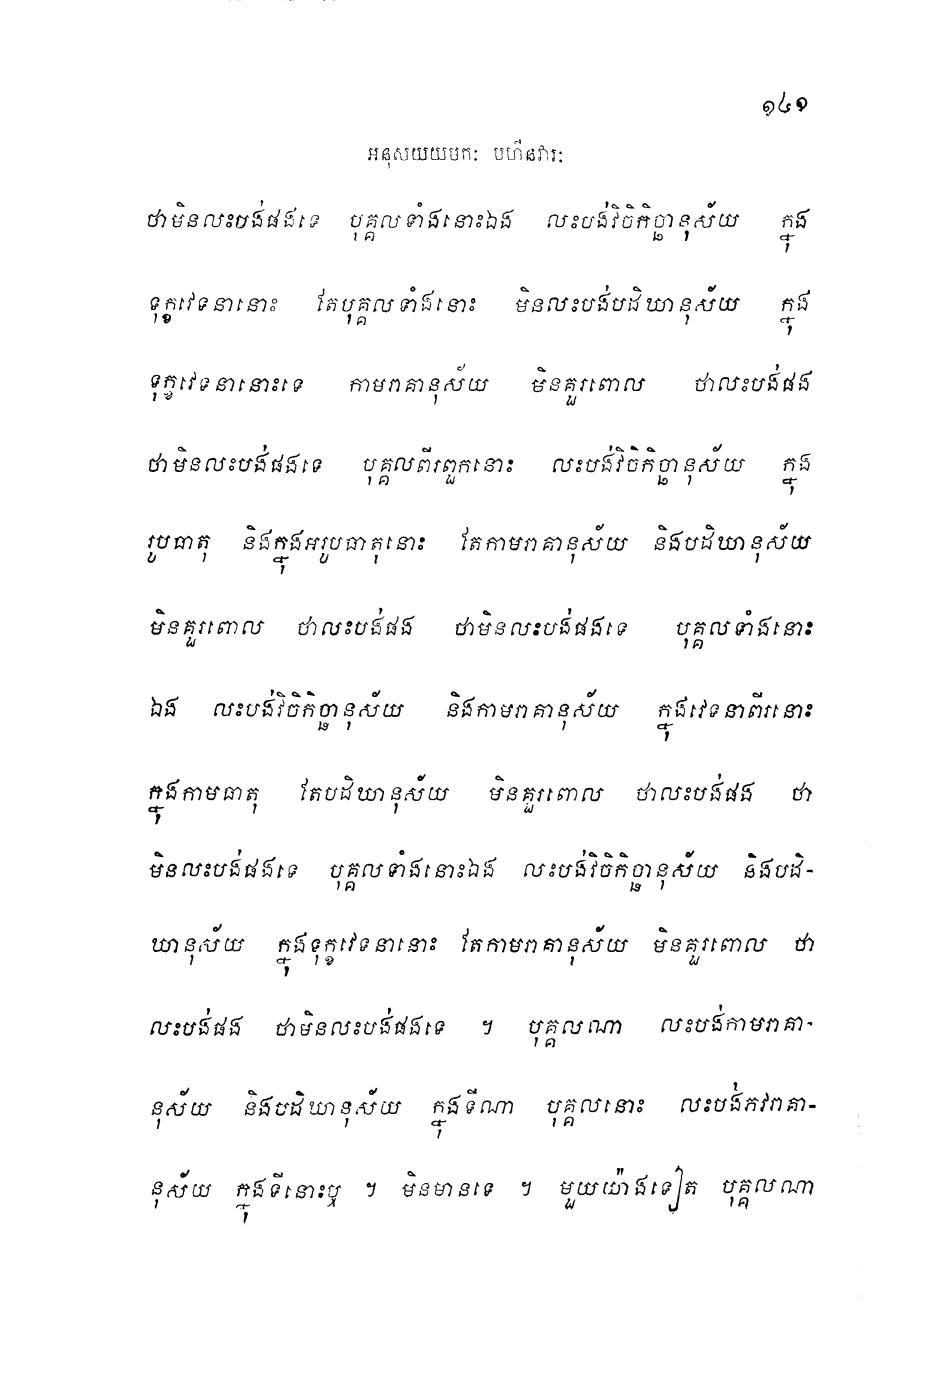 ១៤១
អនុសយយមក: បហីនវារ:
ថាមិនលះបង់ផងទេ បុគ្គលទាំងនោះឯង លះបង់វិចិកិច្ឆានុស័យ ក្នុង
ទុក្ខវេទនានោះ តែបុគ្គលទាំងនោះ មិនលះបង់បដិឃានុស័យ ក្នុង
ទុក្ខវេទនានោះទេ កាមរាគានុស័យ មិនគួរពោល ថាលះបង់ផង
ថាមិនលះបង់ផងទេ បុគ្គលពីរពួកនោះ លះបង់វិចិកិច្ឆានុស័យ ក្នុង
រូបធាតុ និងក្នុងអរូបធាតុនោះ តែកាមរាគានុស័យ និងបដិឃានុស័យ
មិនគួរពោល ថាលះបង់ផង ថាមិនលះបង់ផងទេ បុគ្គលទាំងនោះ
ឯង លះបង់វិចិកិច្ឆានុស័យ និងកាមរាគានុស័យ ក្នុងវេទនាពីរនោះ
ក្នុងកាមធាតុ តែបដិឃានុស័យ មិនគួរពោល ថាលះបង់ផង ថា
មិនលះបង់ផងទេ បុគ្គលទាំងនោះឯង លះបង់វិចិកិច្ឆានុស័យ និងបដិ-
ឃានុស័យ ក្នុងទុក្ខវេទនានោះ តែកាមរាគានុស័យ មិនគួរពោល ថា
លះបង់ផង ថាមិនលះបង់ផងទេ ។ បុគ្គលណា លះបង់កាមរាគា-
នុស័យ និងបដិឃានុស័យ ក្នុងទីណា បុគ្គលនោះ លះបង់ភវរាគា-
នុស័យ ក្នុងទីនោះឬ ។ មិនមានទេ ។ មួយយ៉ាងទៀត បុគ្គលណា